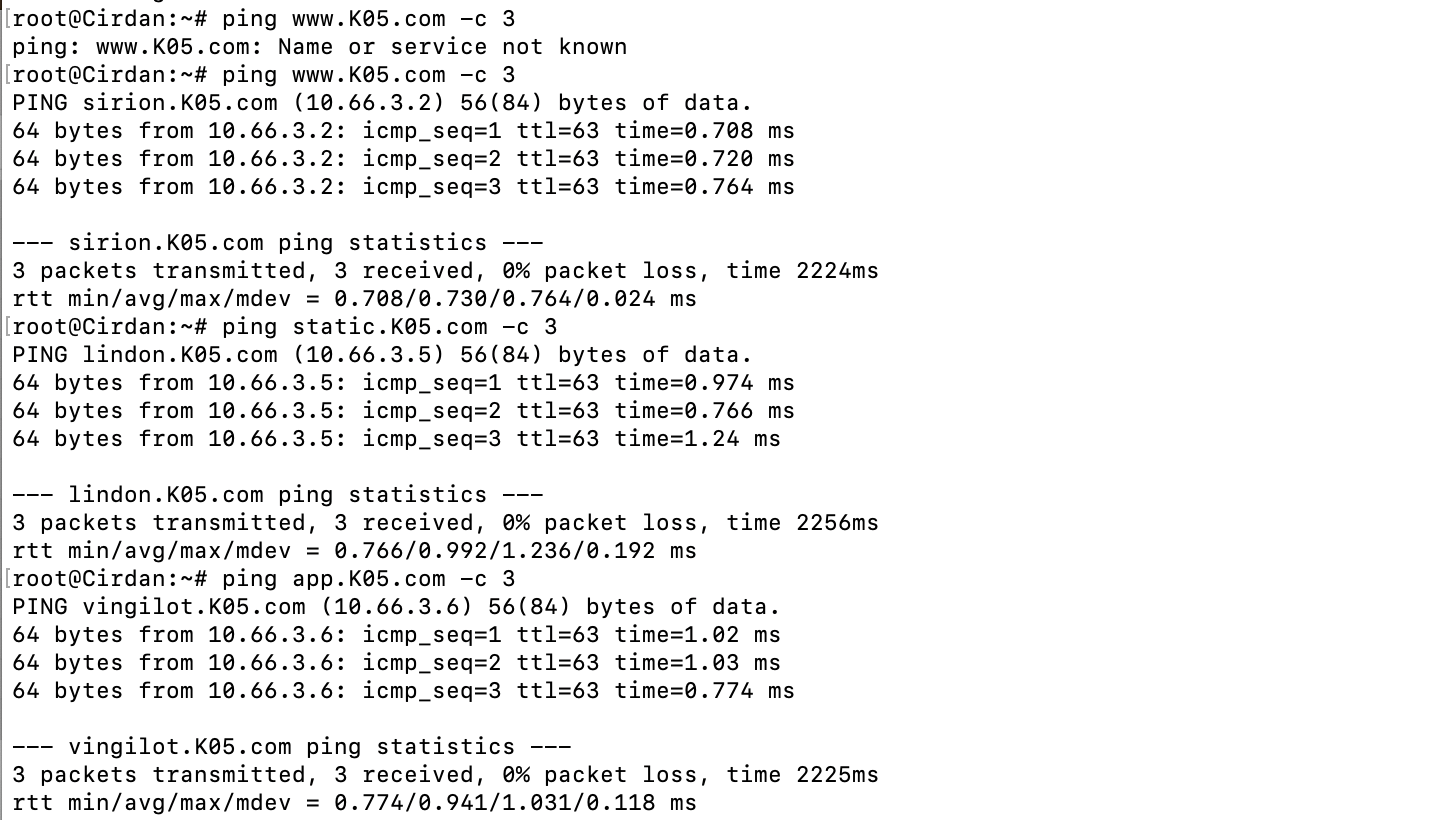 [root@Cirdan:~# ping www.K05.com -c 3
ping: www.K05.com: Name or service not known
[root@Cirdan:~# ping www.K05.com -c 3
PING sirion.K05.com (10.66.3.2) 56(84) bytes of data.
64 bytes from 10.66.3.2: icmp_seq=1 ttl=63 time=0.708 ms
64 bytes from 10.66.3.2: icmp_seq=2 ttl=63 time=0.720 ms
64 bytes from 10.66.3.2: icmp_seq=3 ttl=63 time=0.764 ms

--- sirion.K05.com ping statistics ---
3 packets transmitted, 3 received, 0% packet loss, time 2224ms
rtt min/avg/max/mdev = 0.708/0.730/0.764/0.024 ms
[root@Cirdan:~# ping static.K05.com -c 3
PING lindon.K05.com (10.66.3.5) 56(84) bytes of data.
64 bytes from 10.66.3.5: icmp_seq=1 ttl=63 time=0.974 ms
64 bytes from 10.66.3.5: icmp_seq=2 ttl=63 time=0.766 ms
64 bytes from 10.66.3.5: icmp_seq=3 ttl=63 time=1.24 ms

--- lindon.K05.com ping statistics ---
3 packets transmitted, 3 received, 0% packet loss, time 2256ms
rtt min/avg/max/mdev = 0.766/0.992/1.236/0.192 ms
[root@Cirdan:~# ping app.K05.com -c 3
PING vingilot.K05.com (10.66.3.6) 56(84) bytes of data.
64 bytes from 10.66.3.6: icmp_seq=1 ttl=63 time=1.02 ms
64 bytes from 10.66.3.6: icmp_seq=2 ttl=63 time=1.03 ms
64 bytes from 10.66.3.6: icmp_seq=3 ttl=63 time=0.774 ms

--- vingilot.K05.com ping statistics ---
3 packets transmitted, 3 received, 0% packet loss, time 2225ms
rtt min/avg/max/mdev = 0.774/0.941/1.031/0.118 ms